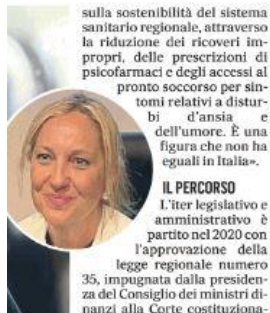 sulla sostenibilità del sistema
sanitario regionale, attraverso
la riduzione dei ricoveri im-
propri, delle prescrizioni di
psicofarmaci e degli accessi al
pronto soccorso per sin-
tomi relativi a distur-
bi d'ansia e
dell'umore. È una
figura che non ha
eguali in Italia».
IL PERCORSO
L'iter legislativo e
amministrativo è
partito nel 2020 con
l'approvazione della
legge regionale numero
35, impugnata dalla presiden-
za del Consiglio dei ministri di-
nanzi alla Corte costituziona-